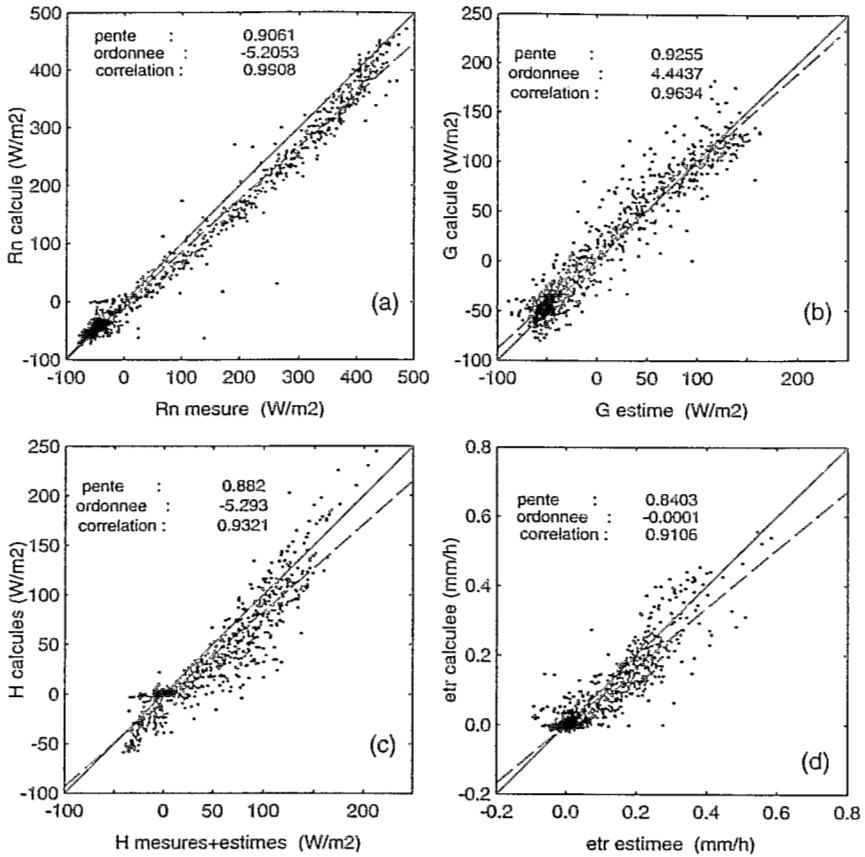 500
400
300
200
100
0
-100
-100 0 100 200 300 400 500
Rn calcule (W/m2)
Rn mesure (W/m2)
pente : 0.9061
ordonnee : -5.2053
correlation : 0.9908
(a)
250
200
150
100
50
0
-50
-100
-100 0 100 200
G calcule (W/m2)
G estime (W/m2)
pente : 0.9255
ordonnee : 4.4437
correlation : 0.9634
(b)
250
200
150
100
50
0
-50
-100
-100 0 50 100 200
H calcules (W/m2)
H mesures+estimes (W/m2)
pente : 0.882
ordonnee : -5.293
correlation : 0.9321
(c)
0.8
0.6
0.4
0.2
0.0
-0.2
-0.2 0.0 0.2 0.4 0.6 0.8
etr calculee (mm/h)
etr estimee (mm/h)
pente : 0.8403
ordonnee : -0.0001
correlation : 0.9106
(d)